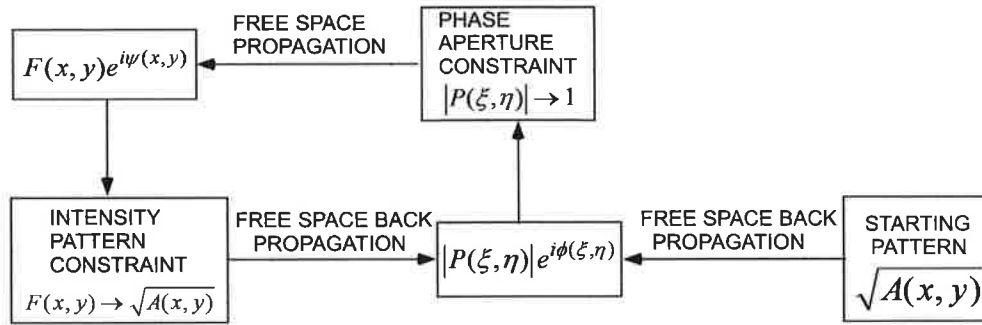 FREE SPACE
PROPAGATION
PHASE
APERTURE
CONSTRAINT
|P(ξ, η)| → 1
F(x, y)e^{iψ(x, y)}
INTENSITY
PATTERN
CONSTRAINT
F(x, y) → √A(x, y)
FREE SPACE BACK
PROPAGATION
|P(ξ, η)|e^{iϕ(ξ, η)}
FREE SPACE BACK
PROPAGATION
STARTING
PATTERN
√A(x, y)